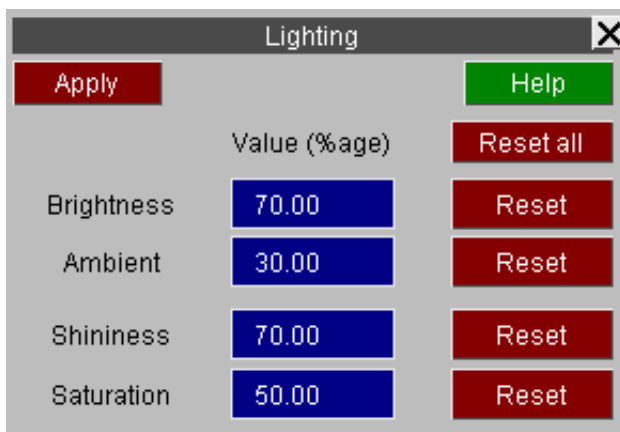 Lighting
Apply Help
Value (%age) Reset all
Brightness 70.00 Reset
Ambient 30.00 Reset
Shininess 70.00 Reset
Saturation 50.00 Reset